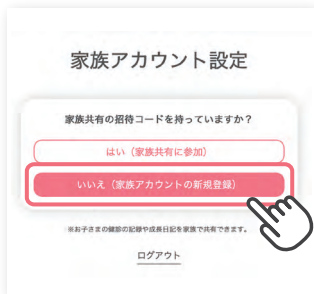 家族アカウント設定
家族共有の招待コードを持っていますか？
はい（家族共有に参加）
いいえ（家族アカウントの新規登録）
※お子さまの健診の記録や成長日記を家族で共有できます。
ログアウト